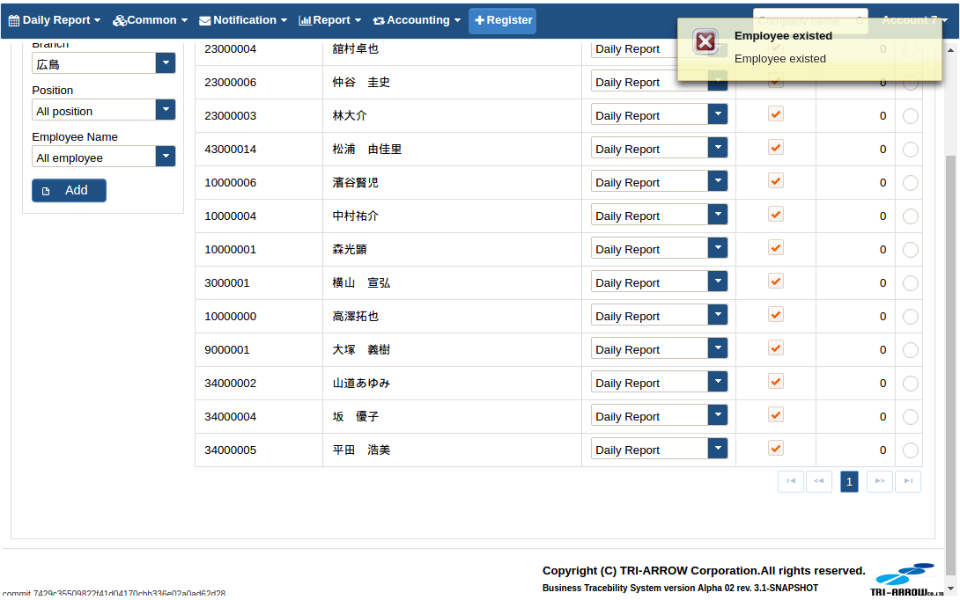 Daily Report Common Notification Report Accounting + Register Account 7
Employee existed
Employee existed
Branch
広島
Position
All position
Employee Name
All employee
Add
23000004 舘村卓也 Daily Report 0
23000006 仲谷　圭史 Daily Report 0
23000003 林大介 Daily Report 0
43000014 松浦　由佳里 Daily Report 0
10000006 濱谷賢児 Daily Report 0
10000004 中村祐介 Daily Report 0
10000001 森光顕 Daily Report 0
3000001 横山　宣弘 Daily Report 0
10000000 高澤拓也 Daily Report 0
9000001 大塚　義樹 Daily Report 0
34000002 山道あゆみ Daily Report 0
34000004 坂　優子 Daily Report 0
34000005 平田　浩美 Daily Report 0
1
Copyright (C) TRI-ARROW Corporation.All rights reserved.
Business Tracebility System version Alpha 02 rev. 3.1-SNAPSHOT
TRI-ARROW